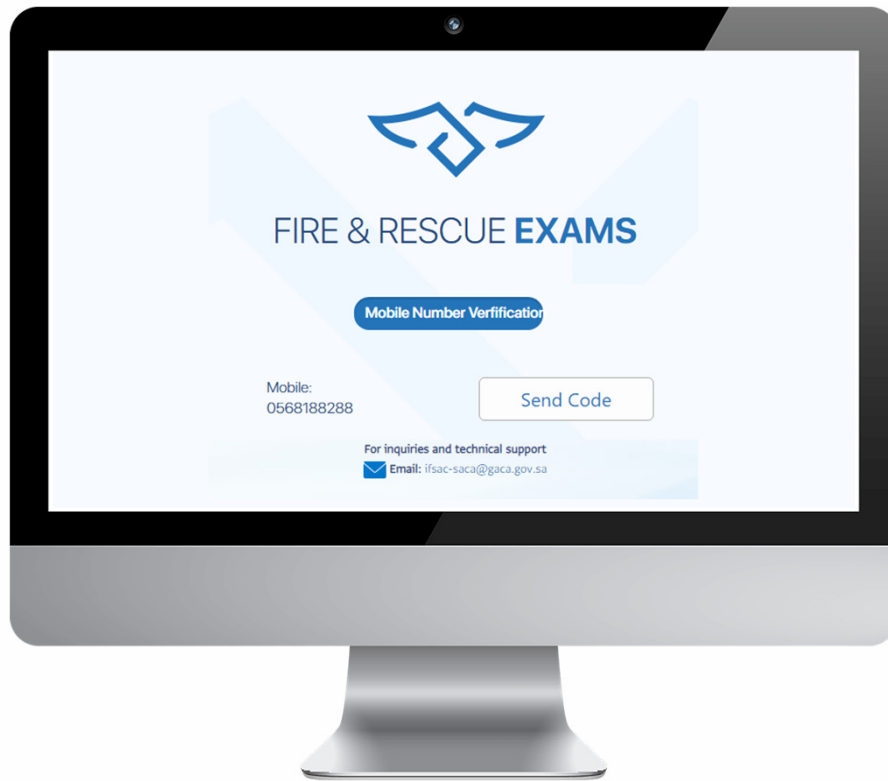 FIRE & RESCUE EXAMS
Mobile Number Verfification
Mobile:
0568188288
Send Code
For inquiries and technical support
Email: ifsac-saca@gaca.gov.sa